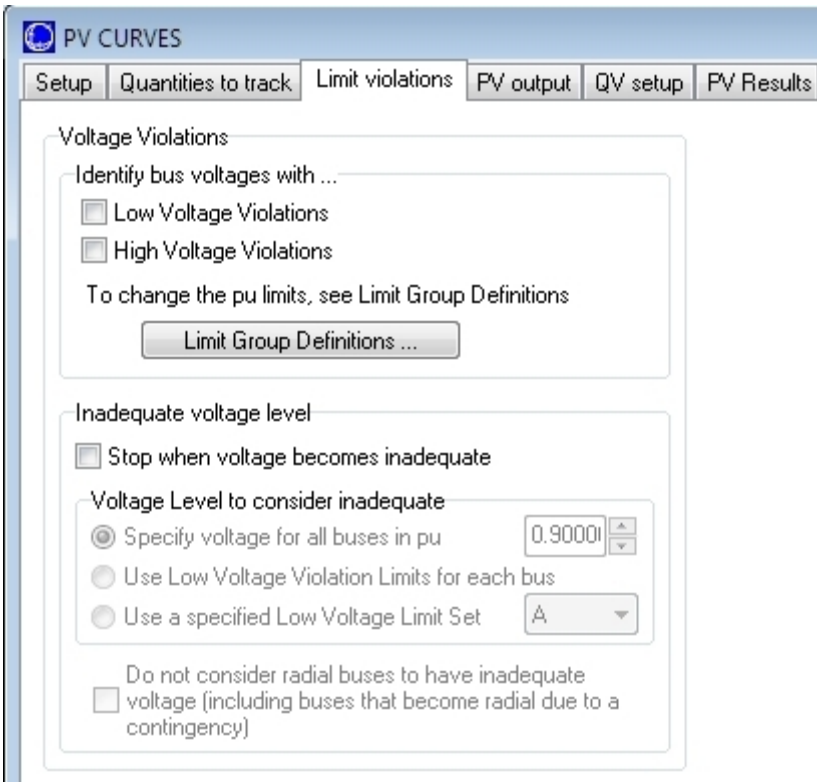 PV CURVES
Setup Quantities to track Limit violations PV output QV setup PV Results
Voltage Violations
Identify bus voltages with ...
Low Voltage Violations
High Voltage Violations
To change the pu limits, see Limit Group Definitions
Limit Group Definitions ...
Inadequate voltage level
Stop when voltage becomes inadequate
Voltage Level to consider inadequate
Specify voltage for all buses in pu 0.9000
Use Low Voltage Violation Limits for each bus
Use a specified Low Voltage Limit Set A
Do not consider radial buses to have inadequate
voltage (including buses that become radial due to a
contingency)